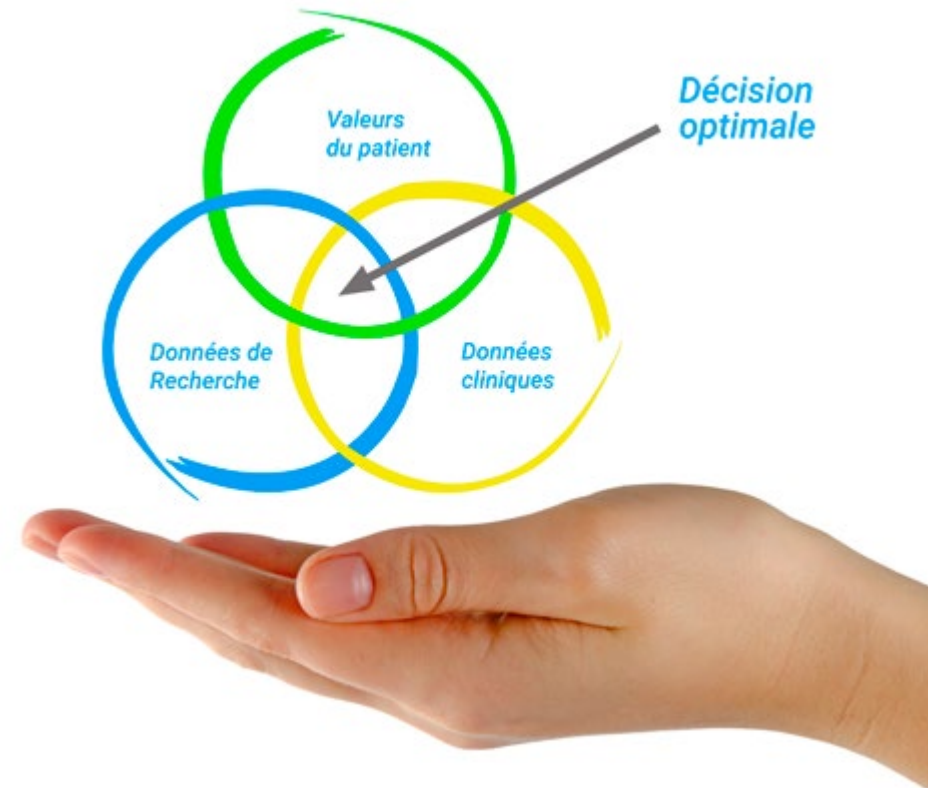 Décision
optimale
Valeurs
du patient
Données de
Recherche
Données
cliniques